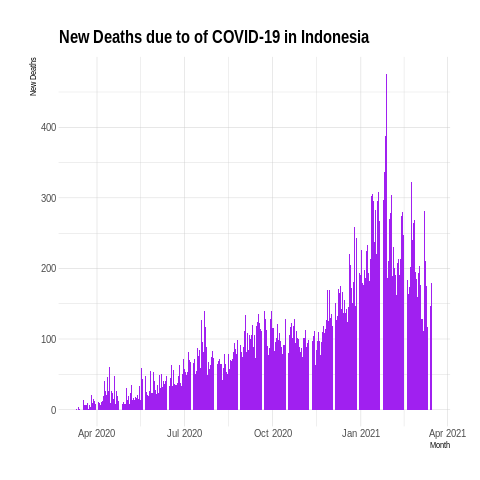 New Deaths due to of COVID-19 in Indonesia
New Deaths
400
300
200
100
0
Apr 2020
Jul 2020
Oct 2020
Jan 2021
Apr 2021
Month